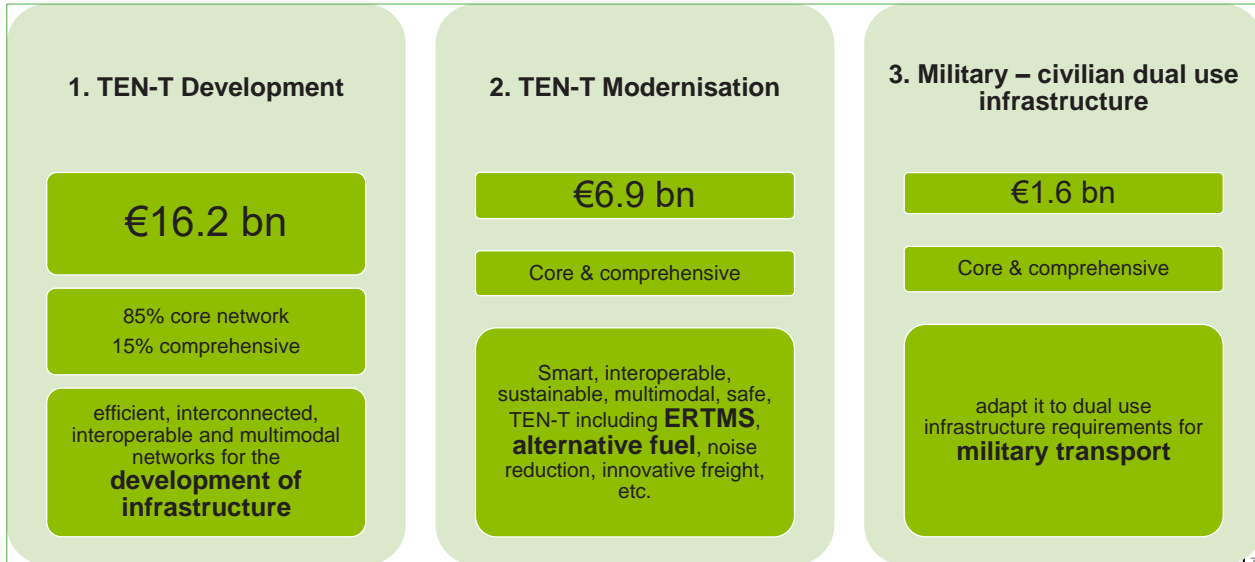 1. TEN-T Development
€16.2 bn
85% core network
15% comprehensive
efficient, interconnected,
interoperable and multimodal
networks for the
development of
infrastructure
2. TEN-T Modernisation
€6.9 bn
Core & comprehensive
Smart, interoperable,
sustainable, multimodal, safe,
TEN-T including ERTMS,
alternative fuel, noise
reduction, innovative freight,
etc.
3. Military – civilian dual use
infrastructure
€1.6 bn
Core & comprehensive
adapt it to dual use
infrastructure requirements for
military transport